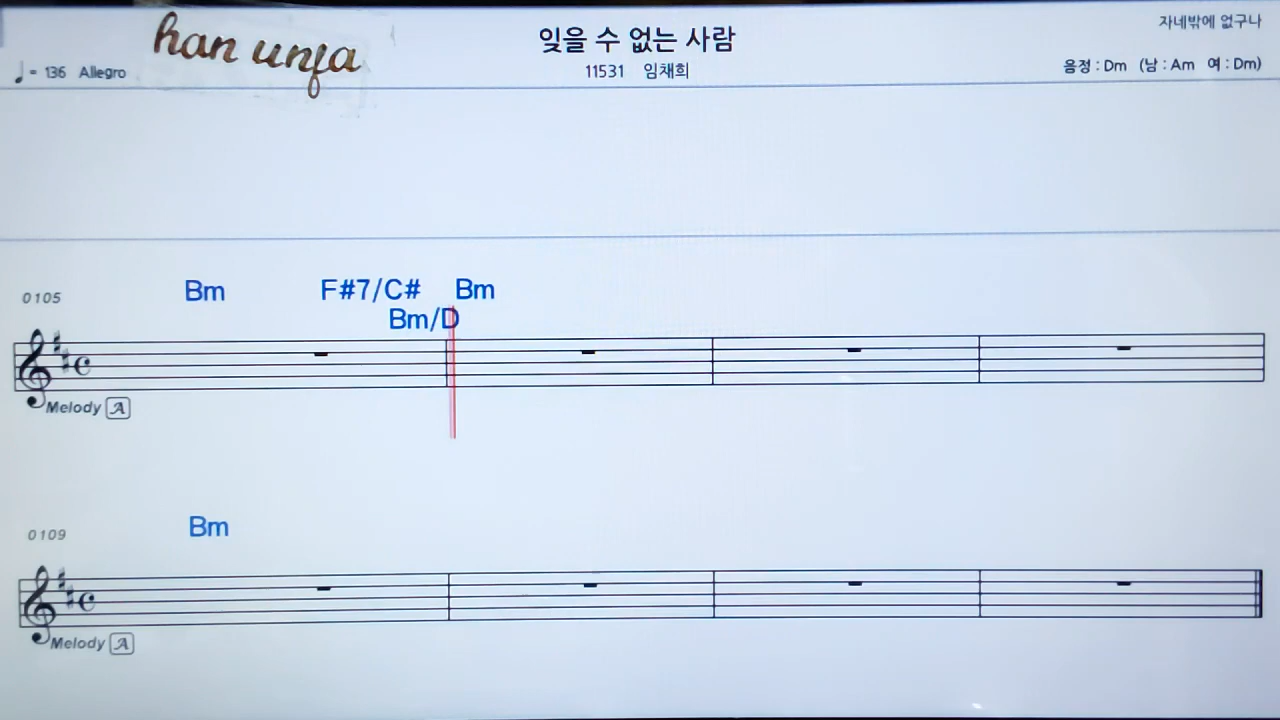 han unfa
잊을 수 없는 사람
자네밖에 없구나
♩= 136 Allegro
11531 임채희
음정 : Dm (남 : Am 여 : Dm)
0105
Bm F#7/C# Bm
Bm/D
Melody A
0109
Bm
Melody A